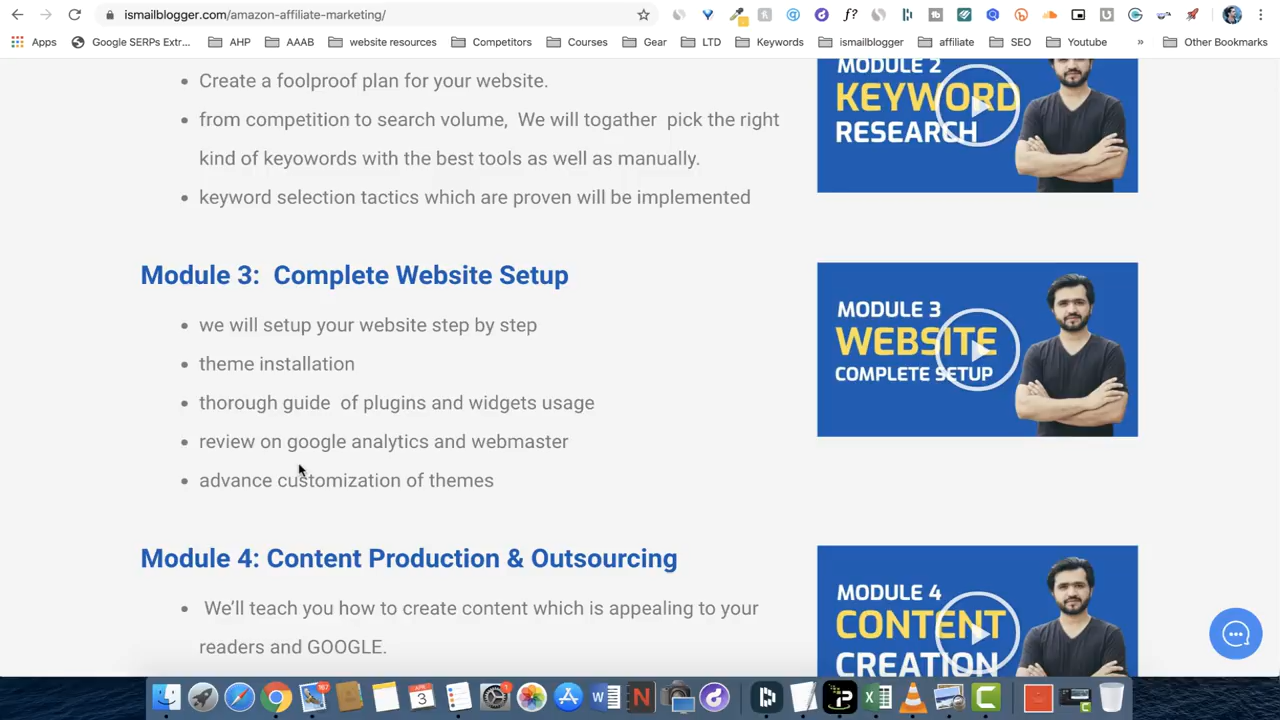 ismailblogger.com/amazon-affiliate-marketing/
Apps Google SERPs Extr... AHP AAAB website resources Competitors Courses Gear LTD Keywords ismailblogger affiliate SEO Youtube » Other Bookmarks
Create a foolproof plan for your website.
from competition to search volume, We will togather pick the right
kind of keyowords with the best tools as well as manually.
keyword selection tactics which are proven will be implemented
MODULE 2
KEYWORD
RESEARCH
Module 3: Complete Website Setup
we will setup your website step by step
theme installation
thorough guide of plugins and widgets usage
review on google analytics and webmaster
advance customization of themes
MODULE 3
WEBSITE
COMPLETE SETUP
Module 4: Content Production & Outsourcing
We'll teach you how to create content which is appealing to your
readers and GOOGLE.
MODULE 4
CONTENT
CREATION
APR
3